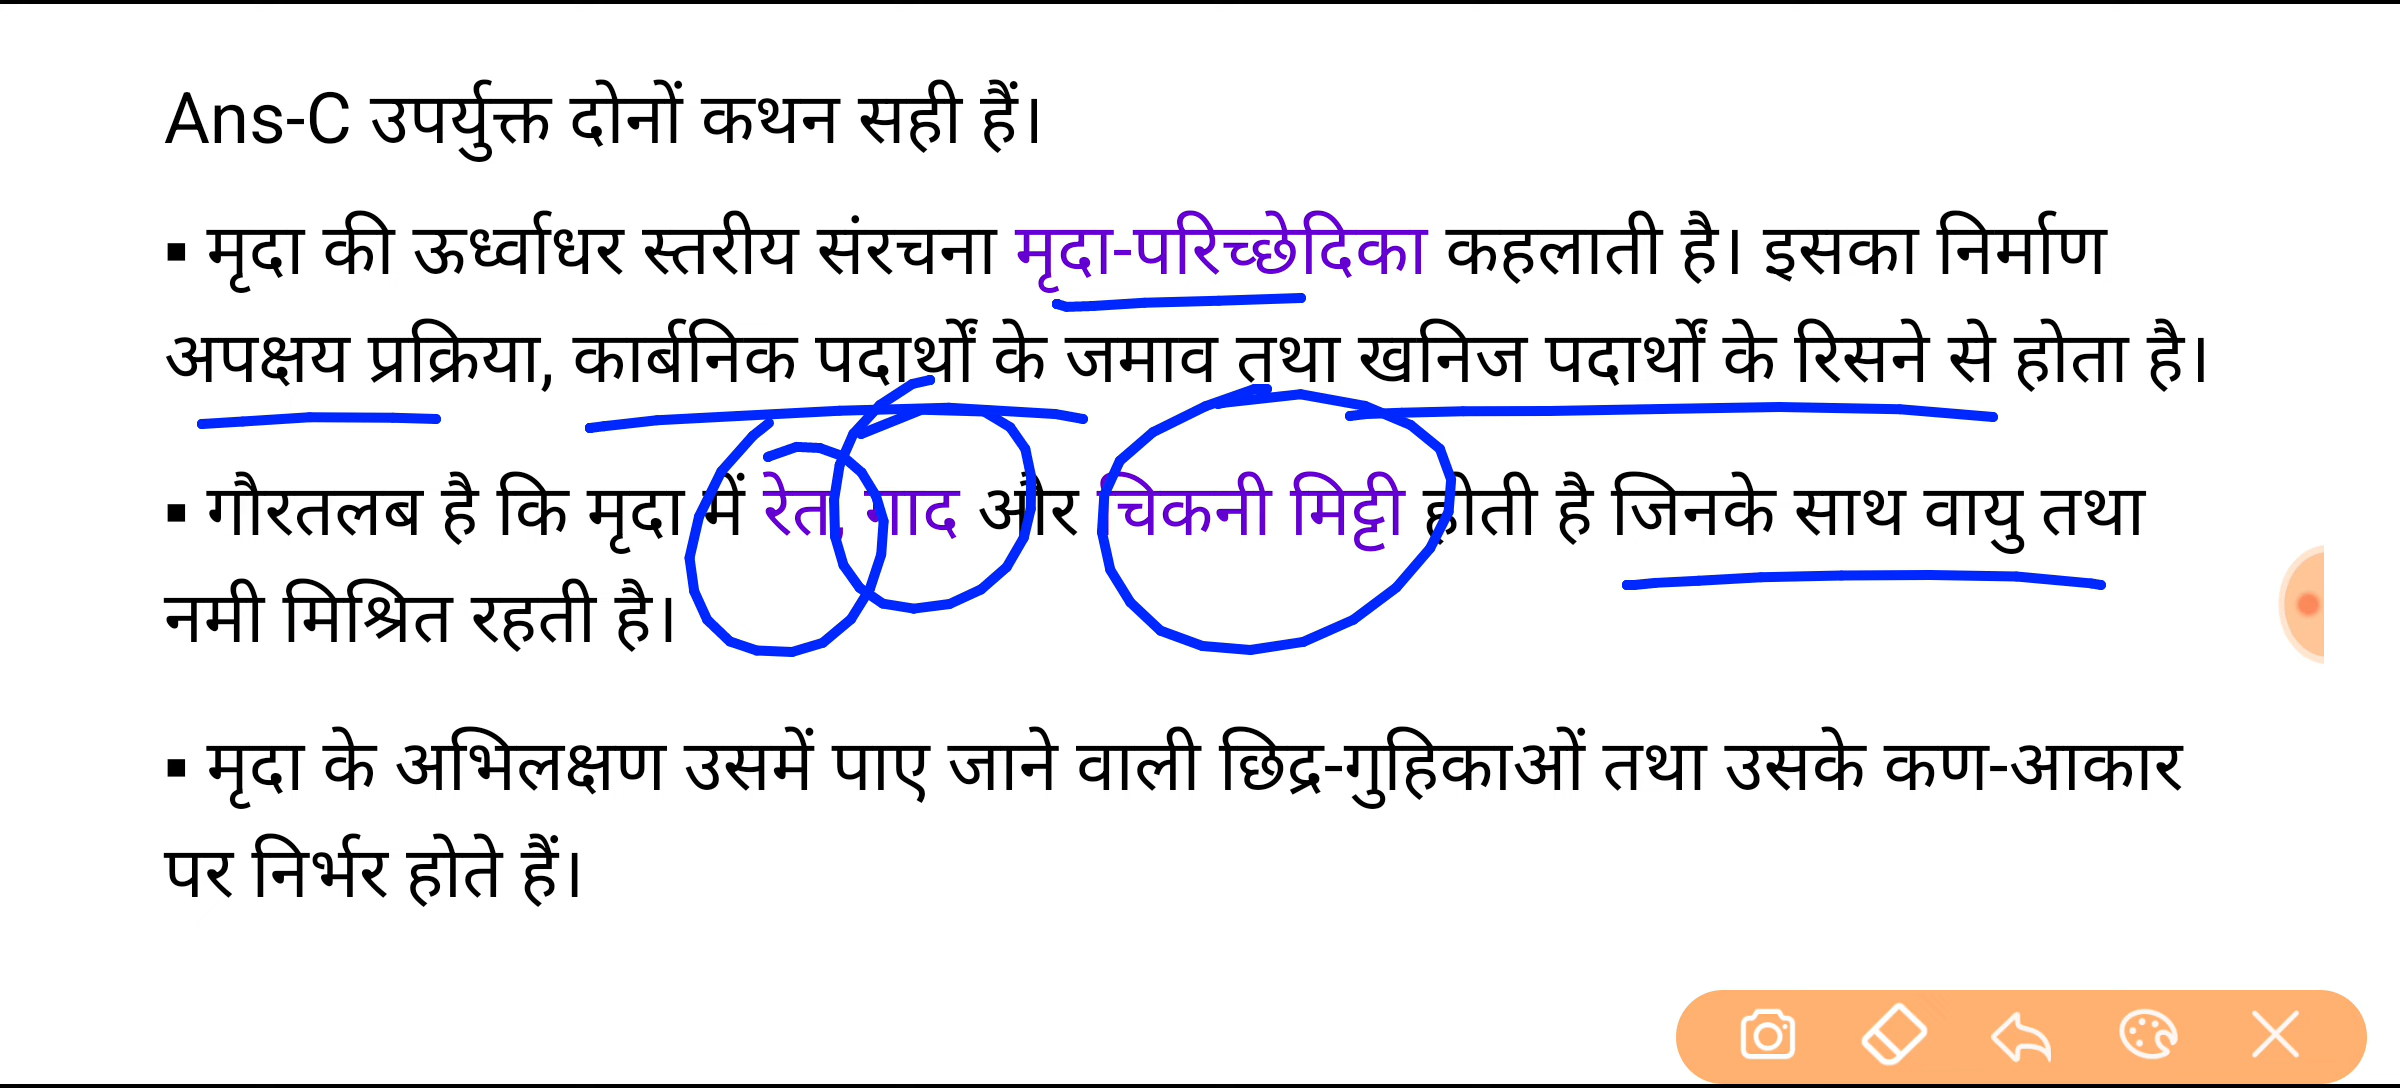 Ans-C उपर्युक्त दोनों कथन सही हैं।
▪ मृदा की ऊर्ध्वाधर स्तरीय संरचना मृदा-परिच्छेदिका कहलाती है। इसका निर्माण
अपक्षय प्रक्रिया, कार्बनिक पदार्थों के जमाव तथा खनिज पदार्थों के रिसने से होता है।
▪ गौरतलब है कि मृदा में रेत, गाद और चिकनी मिट्टी होती है जिनके साथ वायु तथा
नमी मिश्रित रहती है।
▪ मृदा के अभिलक्षण उसमें पाए जाने वाली छिद्र-गुहिकाओं तथा उसके कण-आकार
पर निर्भर होते हैं।